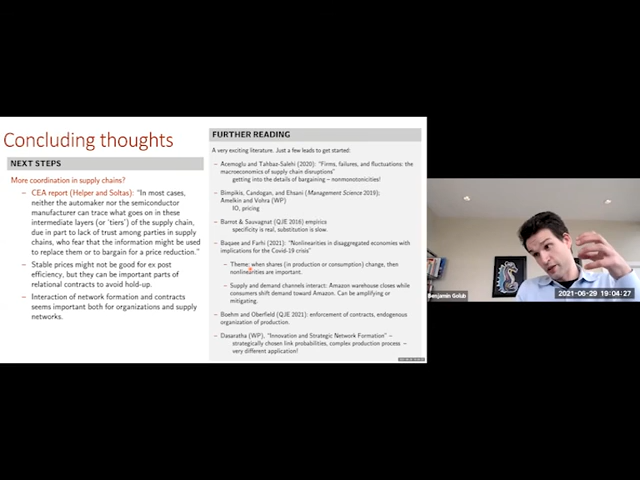 Concluding thoughts
NEXT STEPS
More coordination in supply chains?
– CEA report (Helper and Soltas): "In most cases,
neither the automaker nor the semiconductor
manufacturer can trace what goes on in these
intermediate layers (or 'tiers') of the supply chain,
due in part to lack of trust among parties in supply
chains, who fear that the information might be used
to replace them or to bargain for a price reduction."
– Stable prices might not be good for ex post
efficiency, but they can be important parts of
relational contracts to avoid hold-up.
– Interaction of network formation and contracts
seems important both for organizations and supply
networks.
FURTHER READING
A very exciting literature. Just a few leads to get started:
– Acemoglu and Tahbaz-Salehi (2020): "Firms, failures, and fluctuations: the
macroeconomics of supply chain disruptions"
getting into the details of bargaining – nonmonotonicities!
– Bimpikis, Candogan, and Ehsani (Management Science 2019);
Amelkin and Vohra (WP)
IO, pricing
– Barrot & Sauvagnat (QJE 2016) empirics
specificity is real, substitution is slow.
– Baqaee and Farhi (2021): "Nonlinearities in disaggregated economies with
implications for the Covid-19 crisis"
– Theme: when shares (in production or consumption) change, then
nonlinearities are important.
– Supply and demand channels interact: Amazon warehouse closes while
consumers shift demand toward Amazon. Can be amplifying or
mitigating.
– Boehm and Oberfield (QJE 2021): enforcement of contracts, endogenous
organization of production.
– Dasaratha (WP), "Innovation and Strategic Network Formation" –
strategically chosen link probabilities, complex production process –
very different application!
Benjamin Golub
2021-06-29 19:04:27